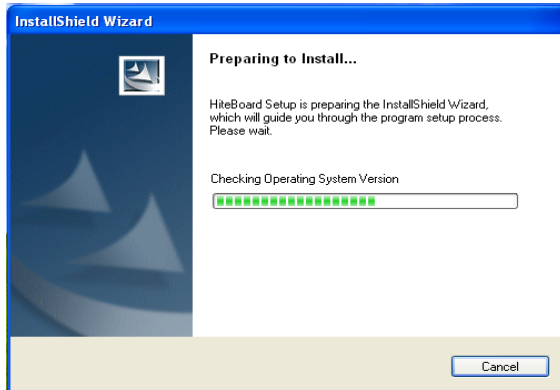 InstallShield Wizard
Preparing to Install...
HiteBoard Setup is preparing the InstallShield Wizard,
which will guide you through the program setup process.
Please wait.
Checking Operating System Version
Cancel